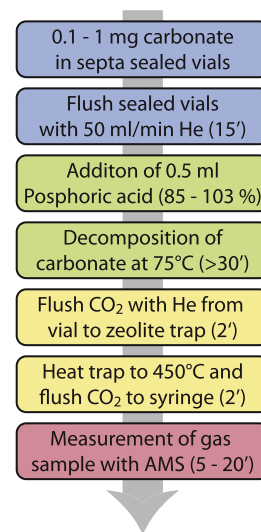 0.1 - 1 mg carbonate
in septa sealed vials
Flush sealed vials
with 50 ml/min He (15')
Additon of 0.5 ml
Posphoric acid (85 - 103 %)
Decomposition of
carbonate at 75°C (>30')
Flush CO₂ with He from
vial to zeolite trap (2')
Heat trap to 450°C and
flush CO₂ to syringe (2')
Measurement of gas
sample with AMS (5 - 20')